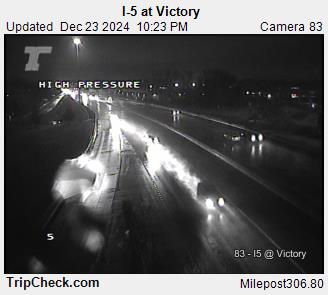 I-5 at Victory
Updated Dec 23 2024 10:23 PM Camera 83
T
HIGH PRESSURE
S
83 - I5 @ Victory
TripCheck.com Milepost306.80